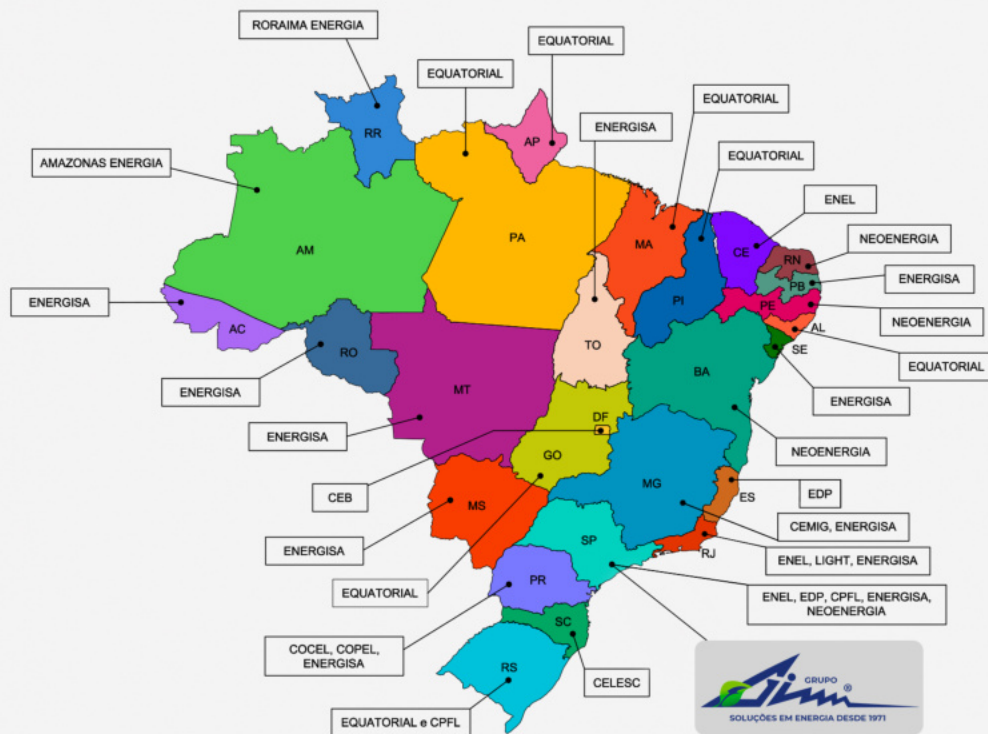 RORAIMA ENERGIA
EQUATORIAL
EQUATORIAL
ENERGISA
EQUATORIAL
EQUATORIAL
AMAZONAS ENERGIA
ENEL
NEOENERGIA
ENERGISA
NEOENERGIA
EQUATORIAL
ENERGISA
NEOENERGIA
EDP
CEMIG, ENERGISA
ENEL, LIGHT, ENERGISA
ENEL, EDP, CPFL, ENERGISA,
NEOENERGIA
ENERGISA
ENERGISA
ENERGISA
CEB
ENERGISA
EQUATORIAL
COCEL, COPEL,
ENERGISA
CELESC
EQUATORIAL e CPFL
RR
AP
AM
PA
MA
CE
RN
PB
PE
PI
AL
SE
AC
RO
TO
BA
MT
DF
GO
MG
ES
MS
SP
RJ
PR
SC
RS
GRUPO
Gimi®
SOLUÇÕES EM ENERGIA DESDE 1971